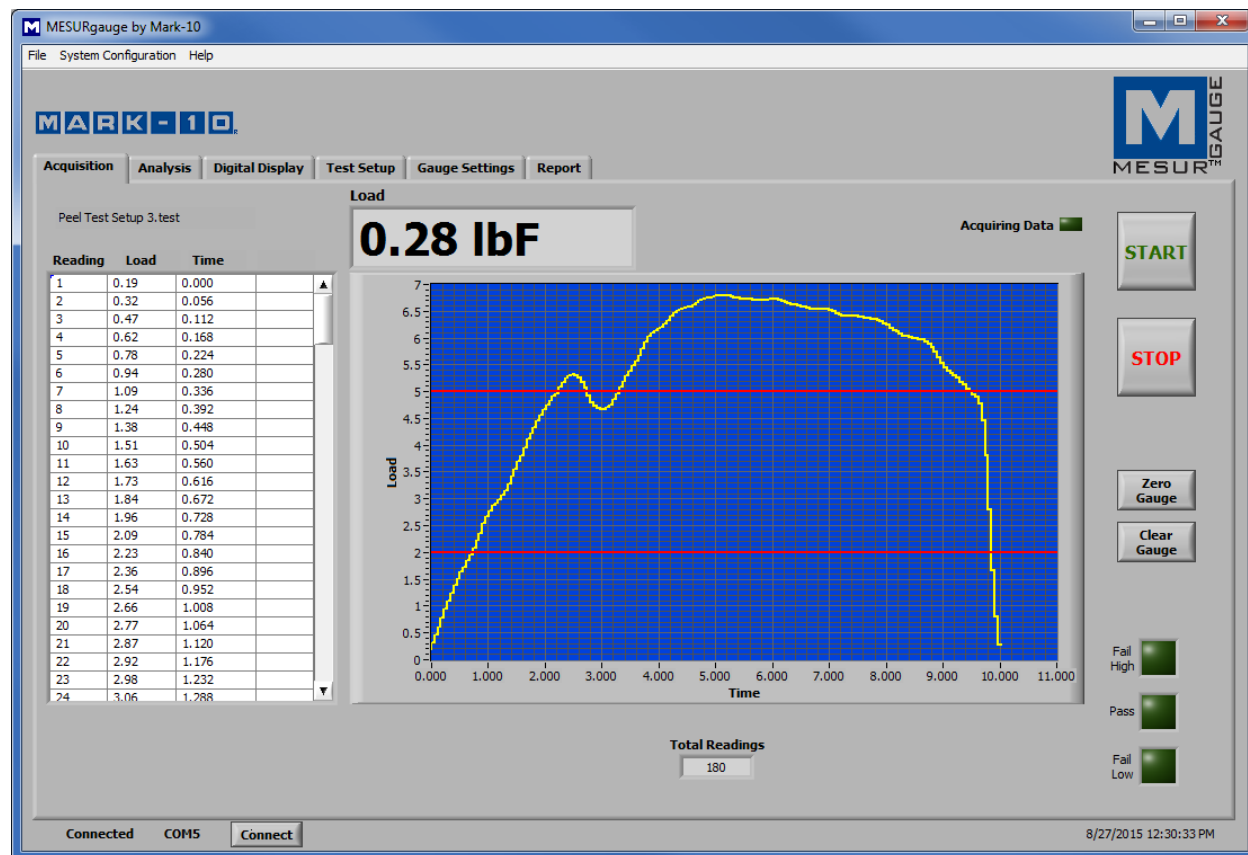 MESURgauge by Mark-10
File System Configuration Help
MARK-10
MESUR™ GAUGE
Acquisition Analysis Digital Display Test Setup Gauge Settings Report
Peel Test Setup 3.test
Load
0.28 lbF
Acquiring Data
START
STOP
Reading Load Time
1 0.19 0.000
2 0.32 0.056
3 0.47 0.112
4 0.62 0.168
5 0.78 0.224
6 0.94 0.280
7 1.09 0.336
8 1.24 0.392
9 1.38 0.448
10 1.51 0.504
11 1.63 0.560
12 1.73 0.616
13 1.84 0.672
14 1.96 0.728
15 2.09 0.784
16 2.23 0.840
17 2.36 0.896
18 2.54 0.952
19 2.66 1.008
20 2.77 1.064
21 2.87 1.120
22 2.92 1.176
23 2.98 1.232
24 3.06 1.288
7
6.5
6
5.5
5
4.5
4
3.5
3
2.5
2
1.5
1
0.5
0
Load
0.000 1.000 2.000 3.000 4.000 5.000 6.000 7.000 8.000 9.000 10.000 11.000
Time
Zero
Gauge
Clear
Gauge
Fail
High
Pass
Fail
Low
Total Readings
180
Connected COM5 Connect
8/27/2015 12:30:33 PM